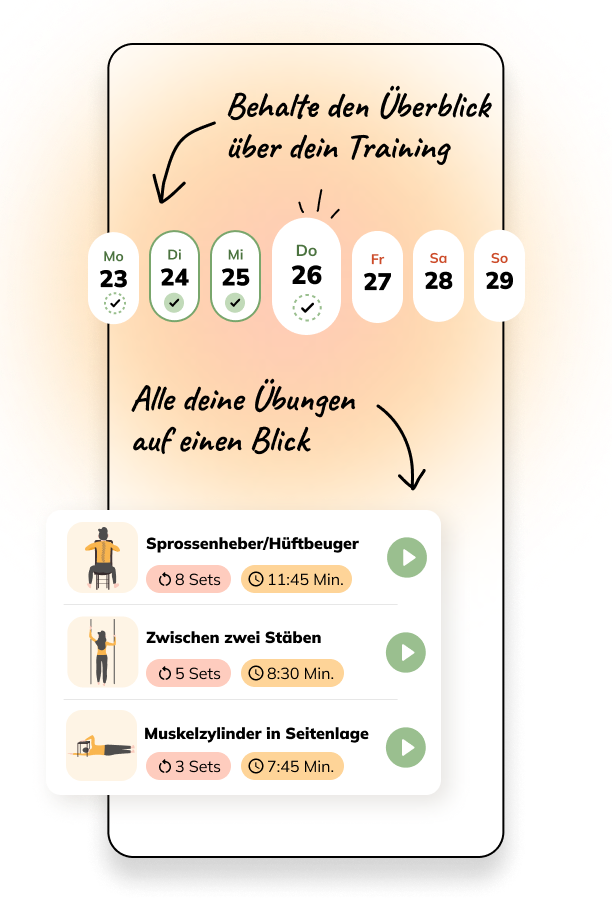 Behalte den Überblick
über dein Training
Mo Di Mi Do Fr Sa So
23 24 25 26 27 28 29
Alle deine Übungen
auf einen Blick
Sprossenheber/Hüftbeuger
8 Sets 11:45 Min.
Zwischen zwei Stäben
5 Sets 8:30 Min.
Muskelzylinder in Seitenlage
3 Sets 7:45 Min.